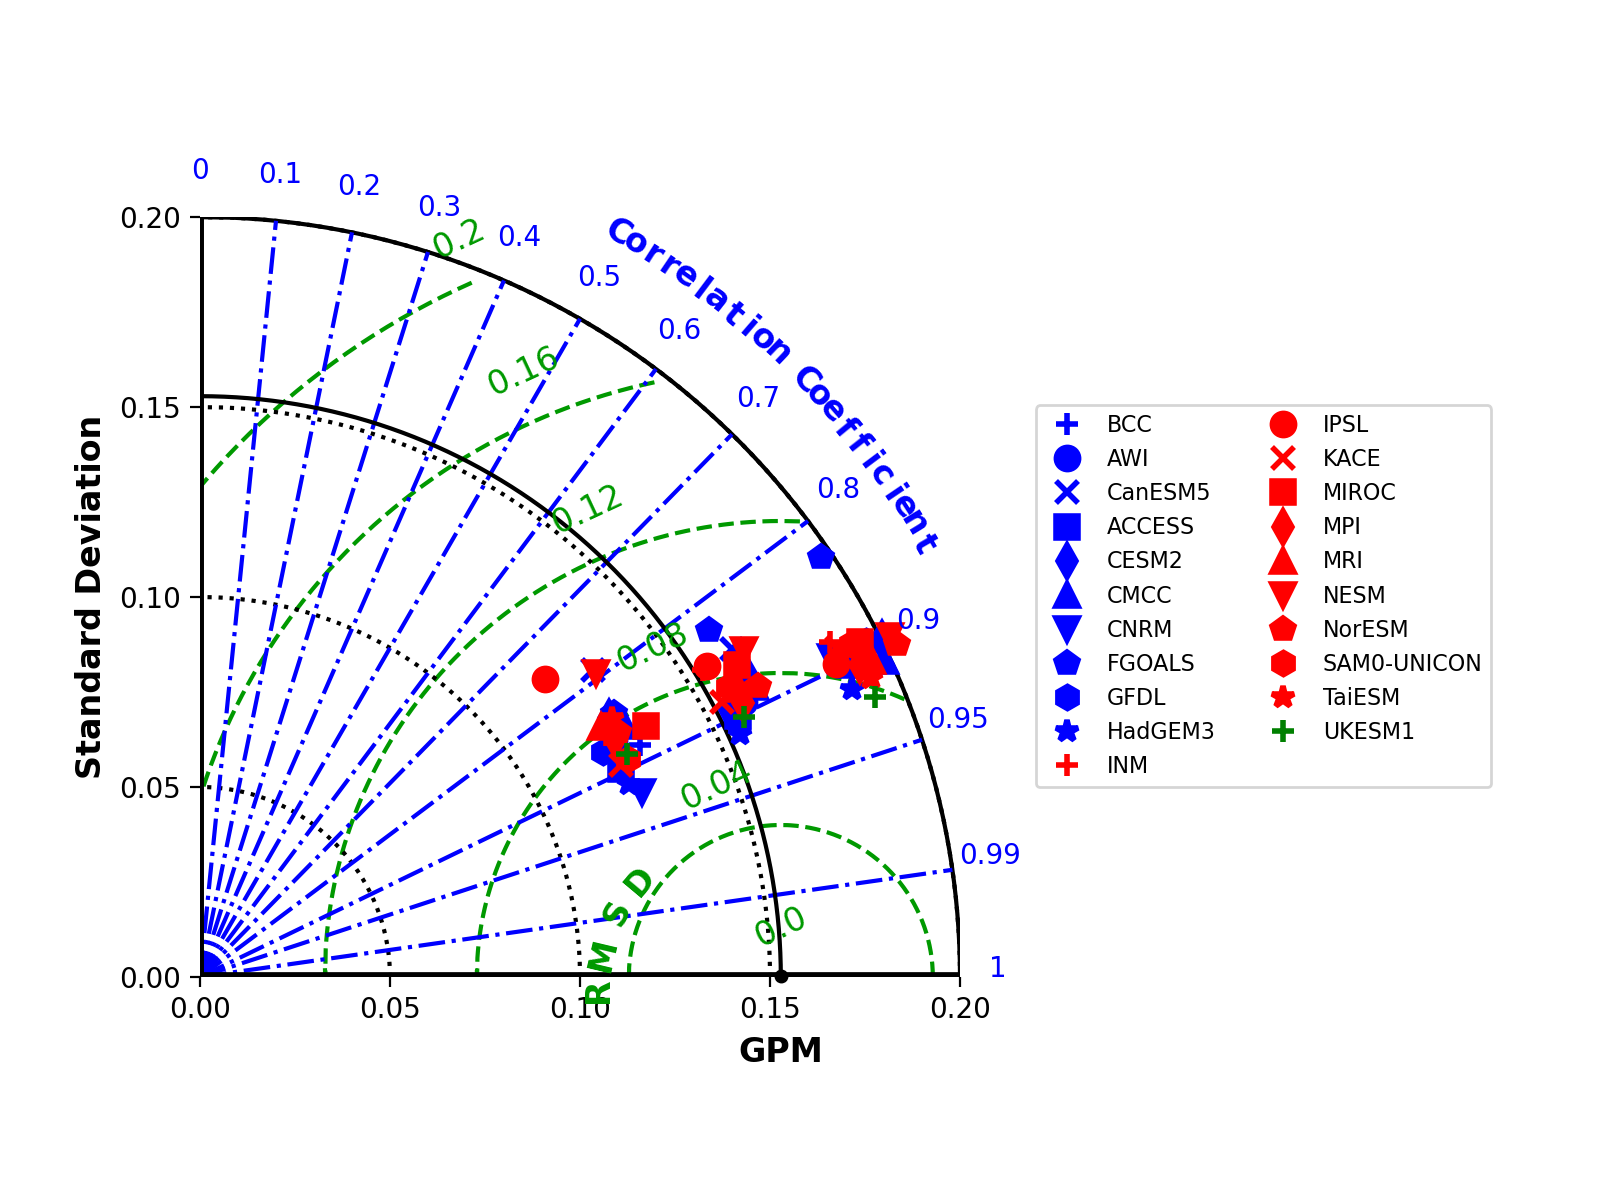 0
0.1
0.2
0.3
0.4
0.5
0.6
0.7
0.8
0.9
0.95
0.99
1
Correlation Coefficient
0.2
0.16
0.12
0.08
0.04
0.0
RMSD
0.20
0.15
0.10
0.05
0.00
Standard Deviation
0.00
0.05
0.10
0.15
0.20
GPM
BCC
AWI
CanESM5
ACCESS
CESM2
CMCC
CNRM
FGOALS
GFDL
HadGEM3
INM
IPSL
KACE
MIROC
MPI
MRI
NESM
NorESM
SAM0-UNICON
TaiESM
UKESM1